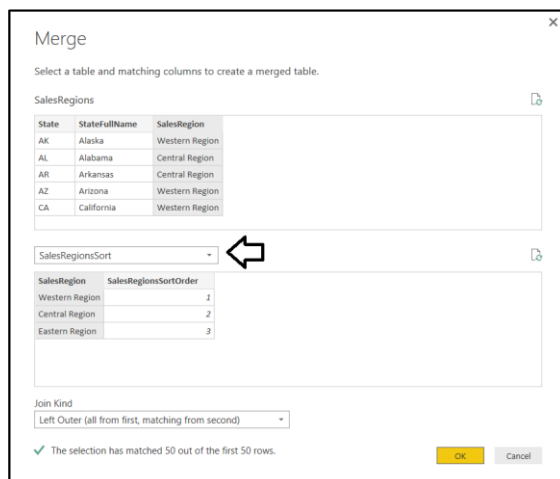 Merge
Select a table and matching columns to create a merged table.
SalesRegions
State StateFullName SalesRegion
AK Alaska Western Region
AL Alabama Central Region
AR Arkansas Central Region
AZ Arizona Western Region
CA California Western Region
SalesRegionsSort
SalesRegion SalesRegionsSortOrder
Western Region 1
Central Region 2
Eastern Region 3
Join Kind
Left Outer (all from first, matching from second)
The selection has matched 50 out of the first 50 rows.
OK Cancel